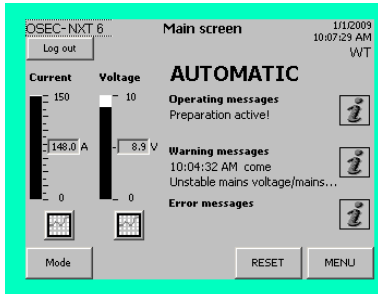 OSEC-NXT 6
Main screen
1/1/2009
10:07:29 AM
WT
Log out
Current
Voltage
AUTOMATIC
150
10
Operating messages
Preparation active!
148.0 A
8.9 V
Warning messages
10:04:32 AM come
Unstable mains voltage/mains...
0
0
Error messages
Mode
RESET
MENU